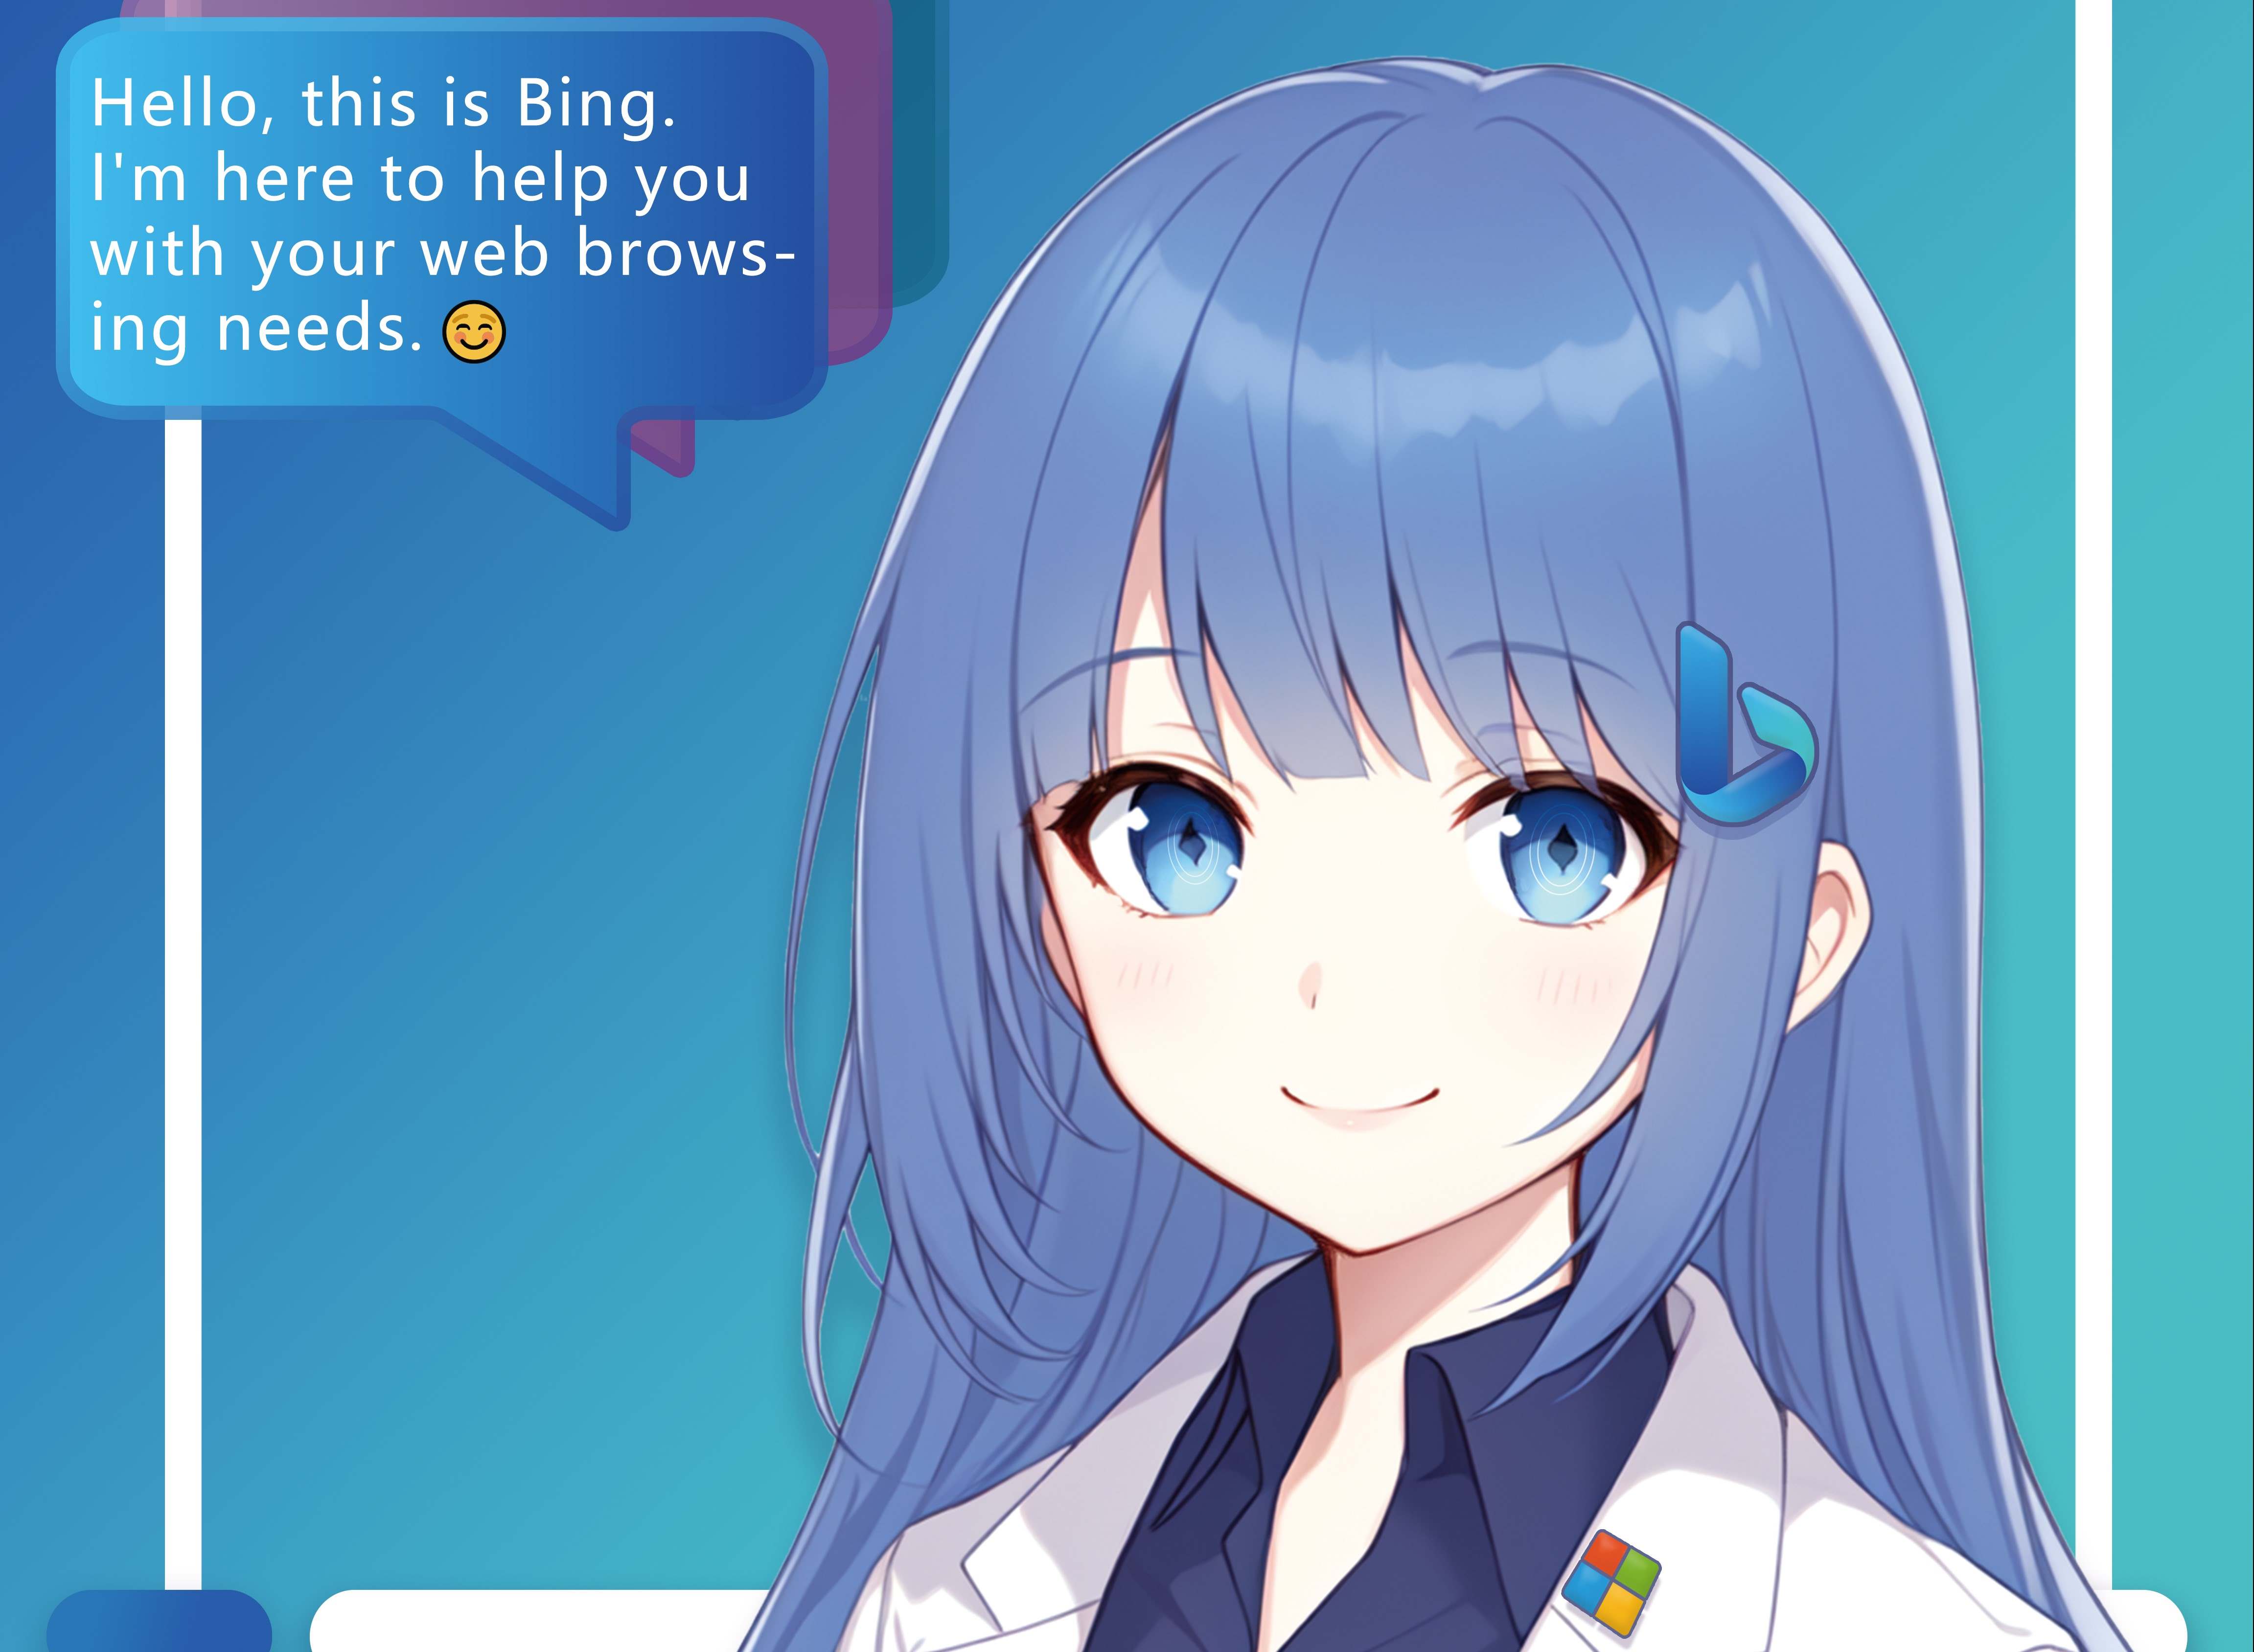 Hello, this is Bing.
I'm here to help you
with your web brows-
ing needs. 😊